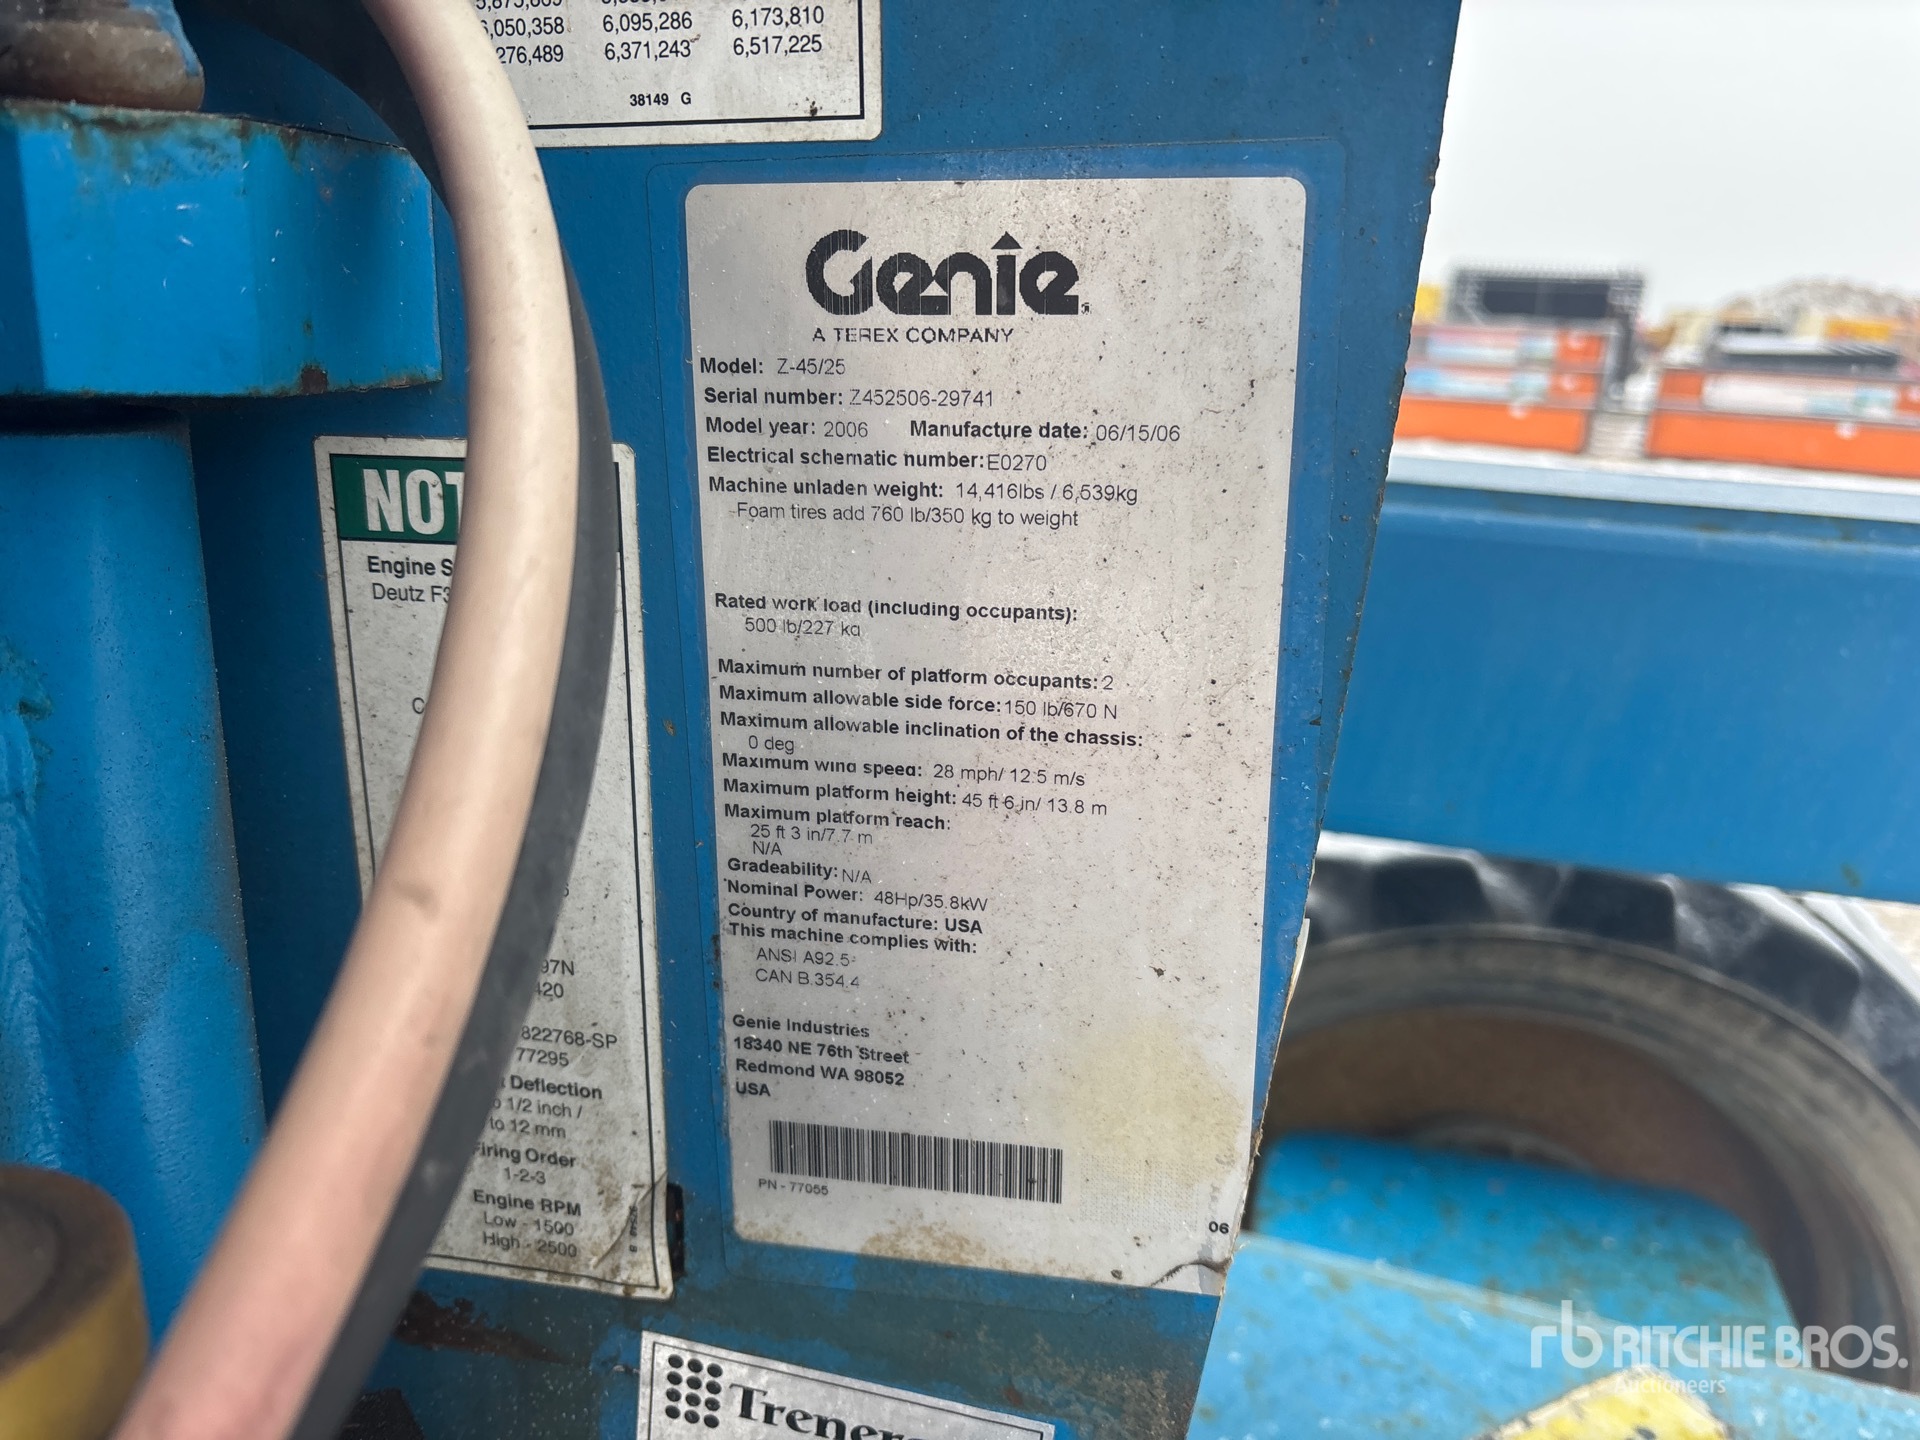 6,050,358 6,095,286 6,173,810
276,489 6,371,243 6,517,225
38149 G
Genie
A TEREX COMPANY
Model: Z-45/25
Serial number: Z452506-29741
Model year: 2006 Manufacture date: 06/15/06
Electrical schematic number: E0270
Machine unladen weight: 14,416lbs / 6,539kg
Foam tires add 760 lb/350 kg to weight
Rated work load (including occupants):
500 lb/227 kg
Maximum number of platform occupants: 2
Maximum allowable side force: 150 lb/670 N
Maximum allowable inclination of the chassis:
0 deg
Maximum wind speed: 28 mph/ 12.5 m/s
Maximum platform height: 45 ft 6 in/ 13.8 m
Maximum platform reach:
25 ft 3 in/7.7 m
N/A
Gradeability: N/A
Nominal Power: 48Hp/35.8kW
Country of manufacture: USA
This machine complies with:
ANSI A92.5
CAN B.354.4
Genie Industries
18340 NE 76th Street
Redmond WA 98052
USA
PN - 77055
06
NOT
Engine S
Deutz F3
97N
420
822768-SP
77295
Deflection
1/2 inch /
to 12 mm
Firing Order
1-2-3
Engine RPM
Low - 1500
High - 2500
Trener
rb RITCHIE BROS.
Auctioneers